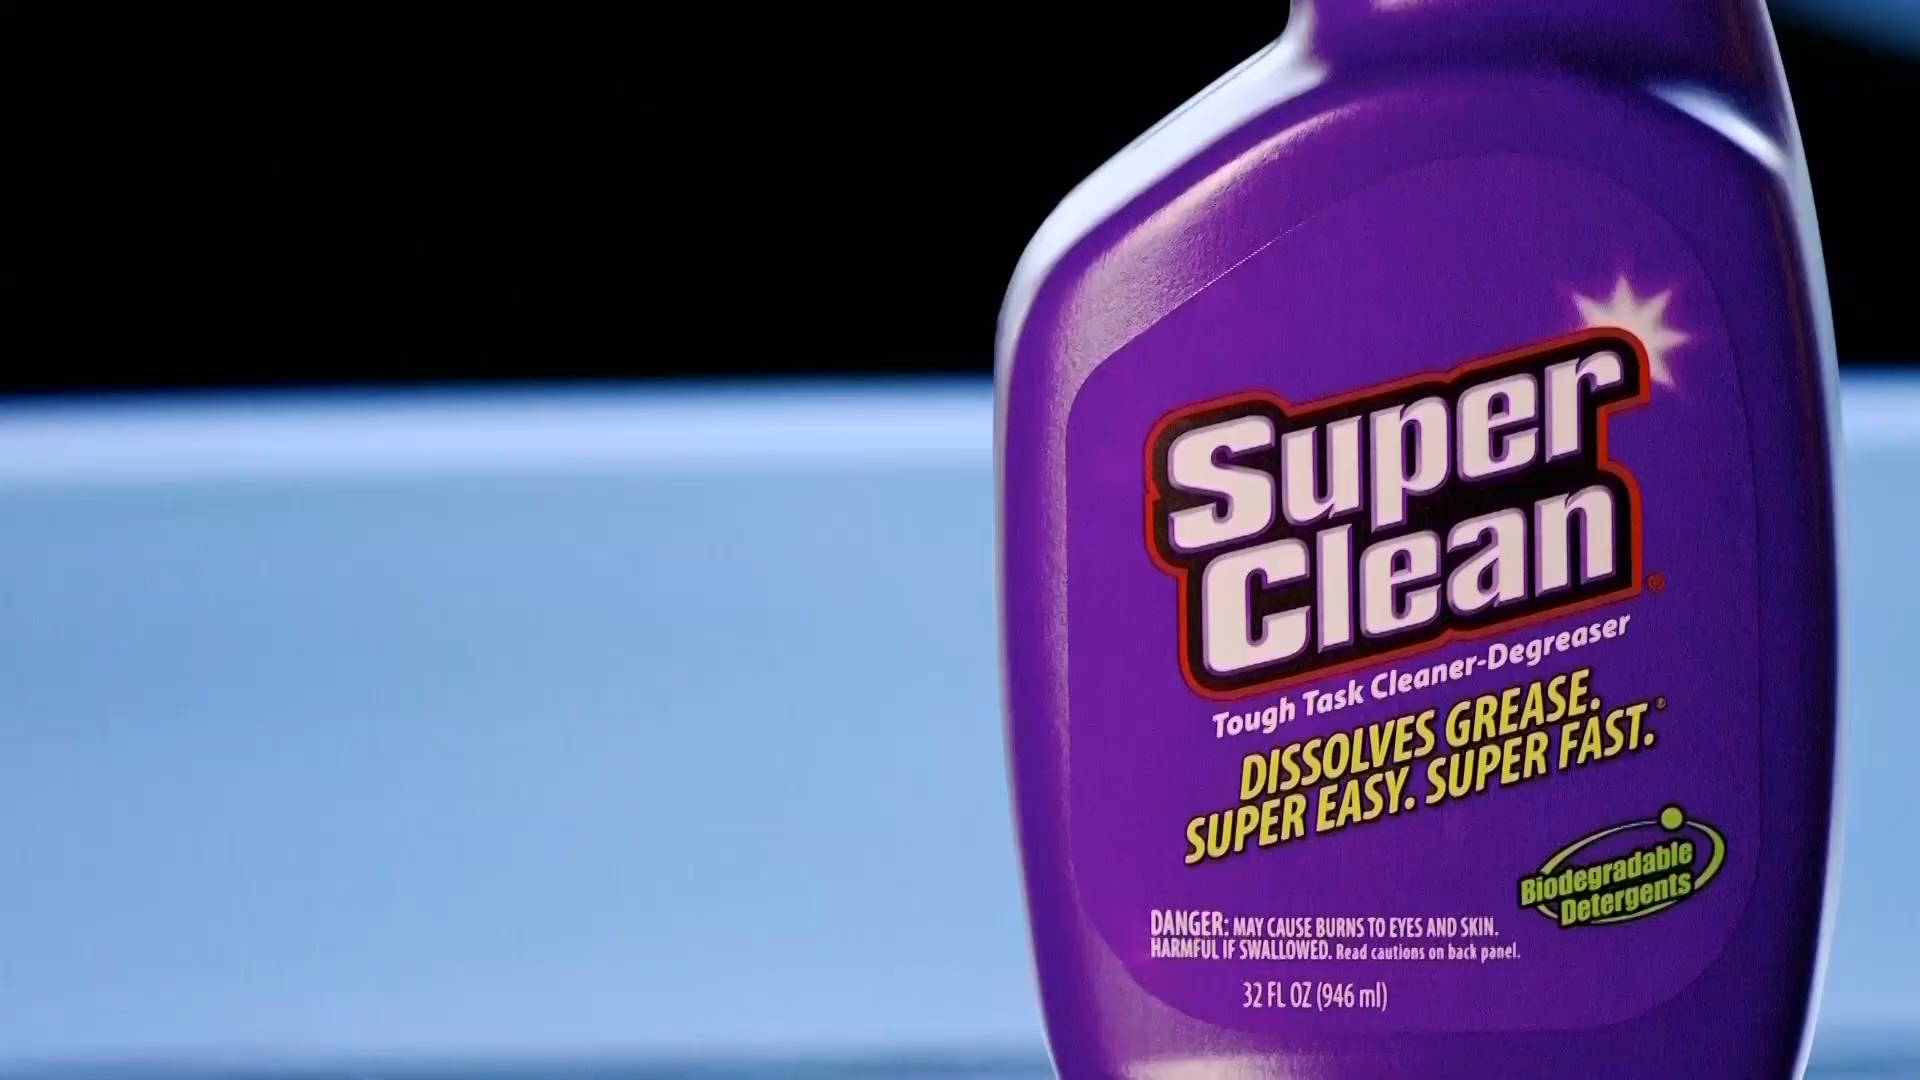 Super
Clean®
Tough Task Cleaner-Degreaser
DISSOLVES GREASE.
SUPER EASY. SUPER FAST.®
Biodegradable
Detergents
DANGER: MAY CAUSE BURNS TO EYES AND SKIN.
HARMFUL IF SWALLOWED. Read cautions on back panel.
32 FL OZ (946 ml)